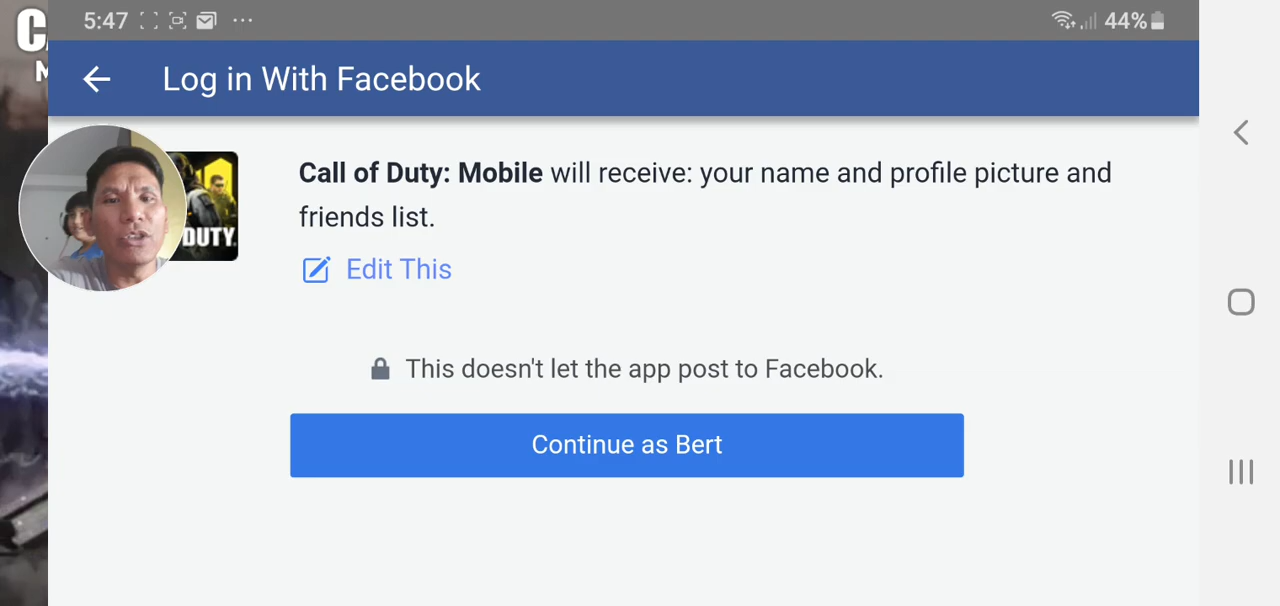 5:47 ... 44%
Log in With Facebook
Call of Duty: Mobile will receive: your name and profile picture and
friends list.
DUTY
Edit This
This doesn't let the app post to Facebook.
Continue as Bert